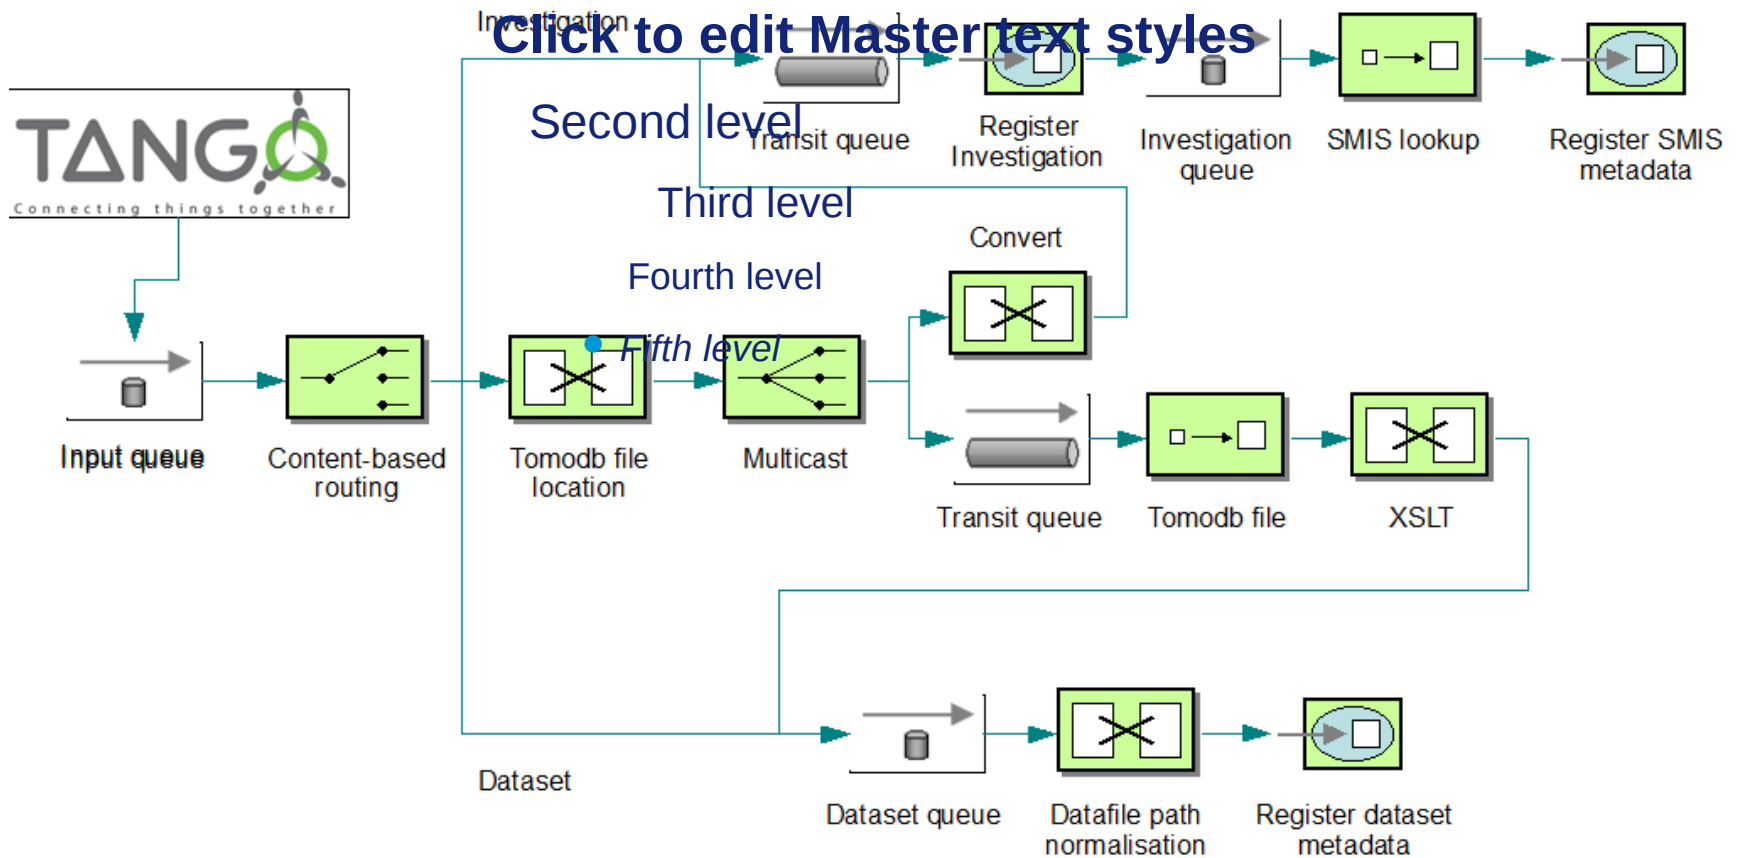 Investigation
Click to edit Master text styles
Second level
Transit queue
Register
Investigation
Investigation
queue
SMIS lookup
Register SMIS
metadata
TANGO
Connecting things together
Third level
Convert
Fourth level
Fifth level
Input queue
Content-based
routing
Tomodb file
location
Multicast
Transit queue
Tomodb file
XSLT
Dataset
Dataset queue
Datafile path
normalisation
Register dataset
metadata